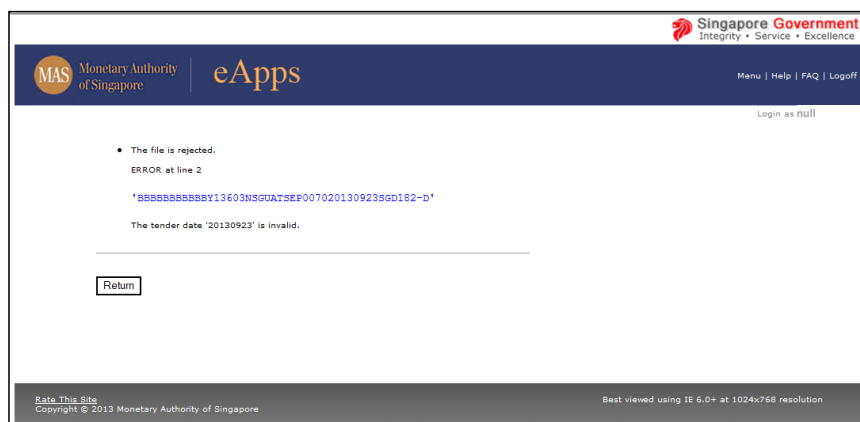 Singapore Government
Integrity • Service • Excellence
MAS Monetary Authority of Singapore
eApps
Menu | Help | FAQ | Logoff
Login as null
• The file is rejected.
ERROR at line 2
'BBBBBBBBBBBY13603NSGUATSEP007020130923SGD182-D'
The tender date '20130923' is invalid.
Return
Rate This Site
Copyright © 2013 Monetary Authority of Singapore
Best viewed using IE 6.0+ at 1024x768 resolution